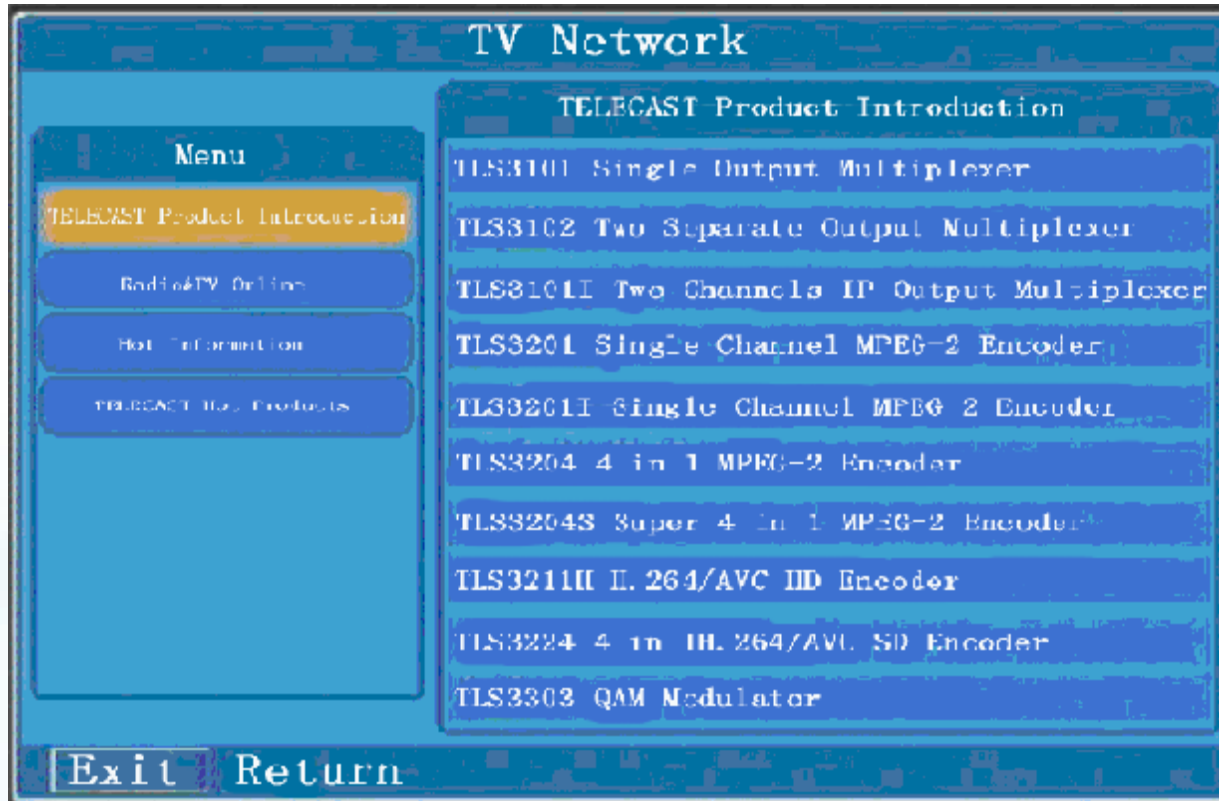 TV Network
TELECAST Product Introduction
Menu
TELECAST Product Introduction
Radio&TV Online
Hot Information
TELECAST Hot Products
TLS3101 Single Output Multiplexer
TLS3102 Two Separate Output Multiplexer
TLS3101I Two Channels IP Output Multiplexer
TLS3201 Single Channel MPEG-2 Encoder
TLS3201I Single Channel MPEG 2 Encoder
TLS3204 4 in 1 MPEG-2 Encoder
TLS3204S Super 4 in 1 MPEG-2 Encoder
TLS3211H H.264/AVC HD Encoder
TLS3224 4 in 1H.264/AVC SD Encoder
TLS3303 QAM Modulator
Exit Return